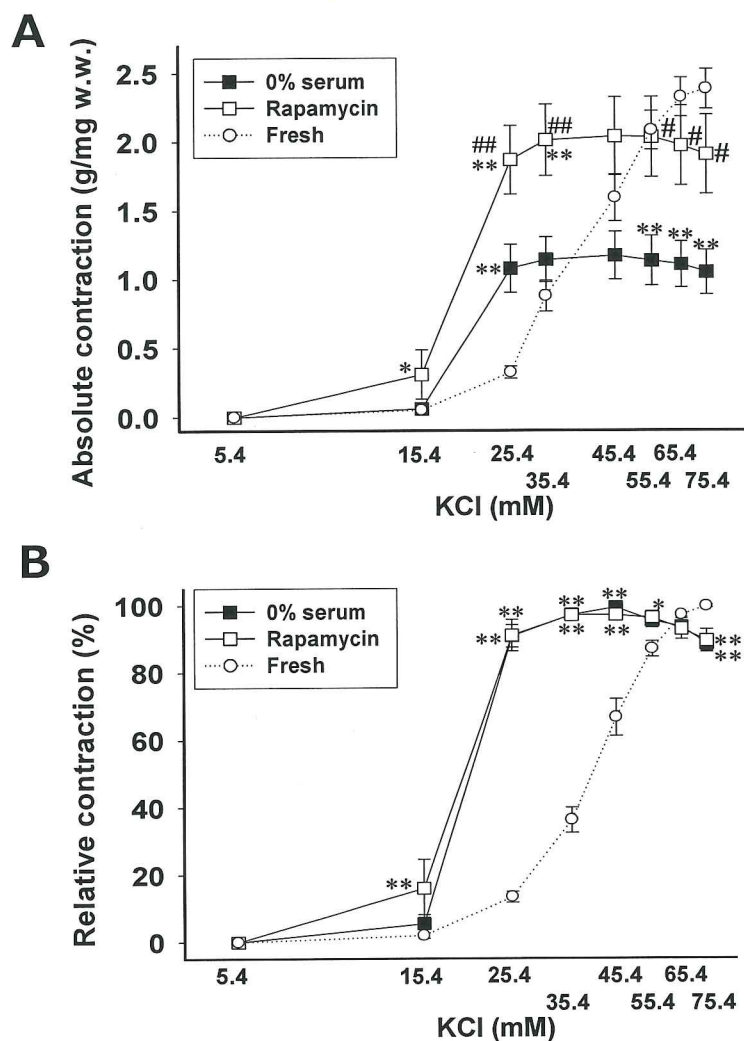 A
Absolute contraction (g/mg w.w.)
2.5
2.0
1.5
1.0
0.5
0.0
0% serum
Rapamycin
Fresh
##
**
##
**
# # #
** ** **
**
*
5.4 15.4 25.4 45.4 65.4
35.4 55.4 75.4
KCl (mM)
B
Relative contraction (%)
100
80
60
40
20
0
0% serum
Rapamycin
Fresh
** ** ** *
** ** ** **
**
**
5.4 15.4 25.4 45.4 65.4
35.4 55.4 75.4
KCl (mM)